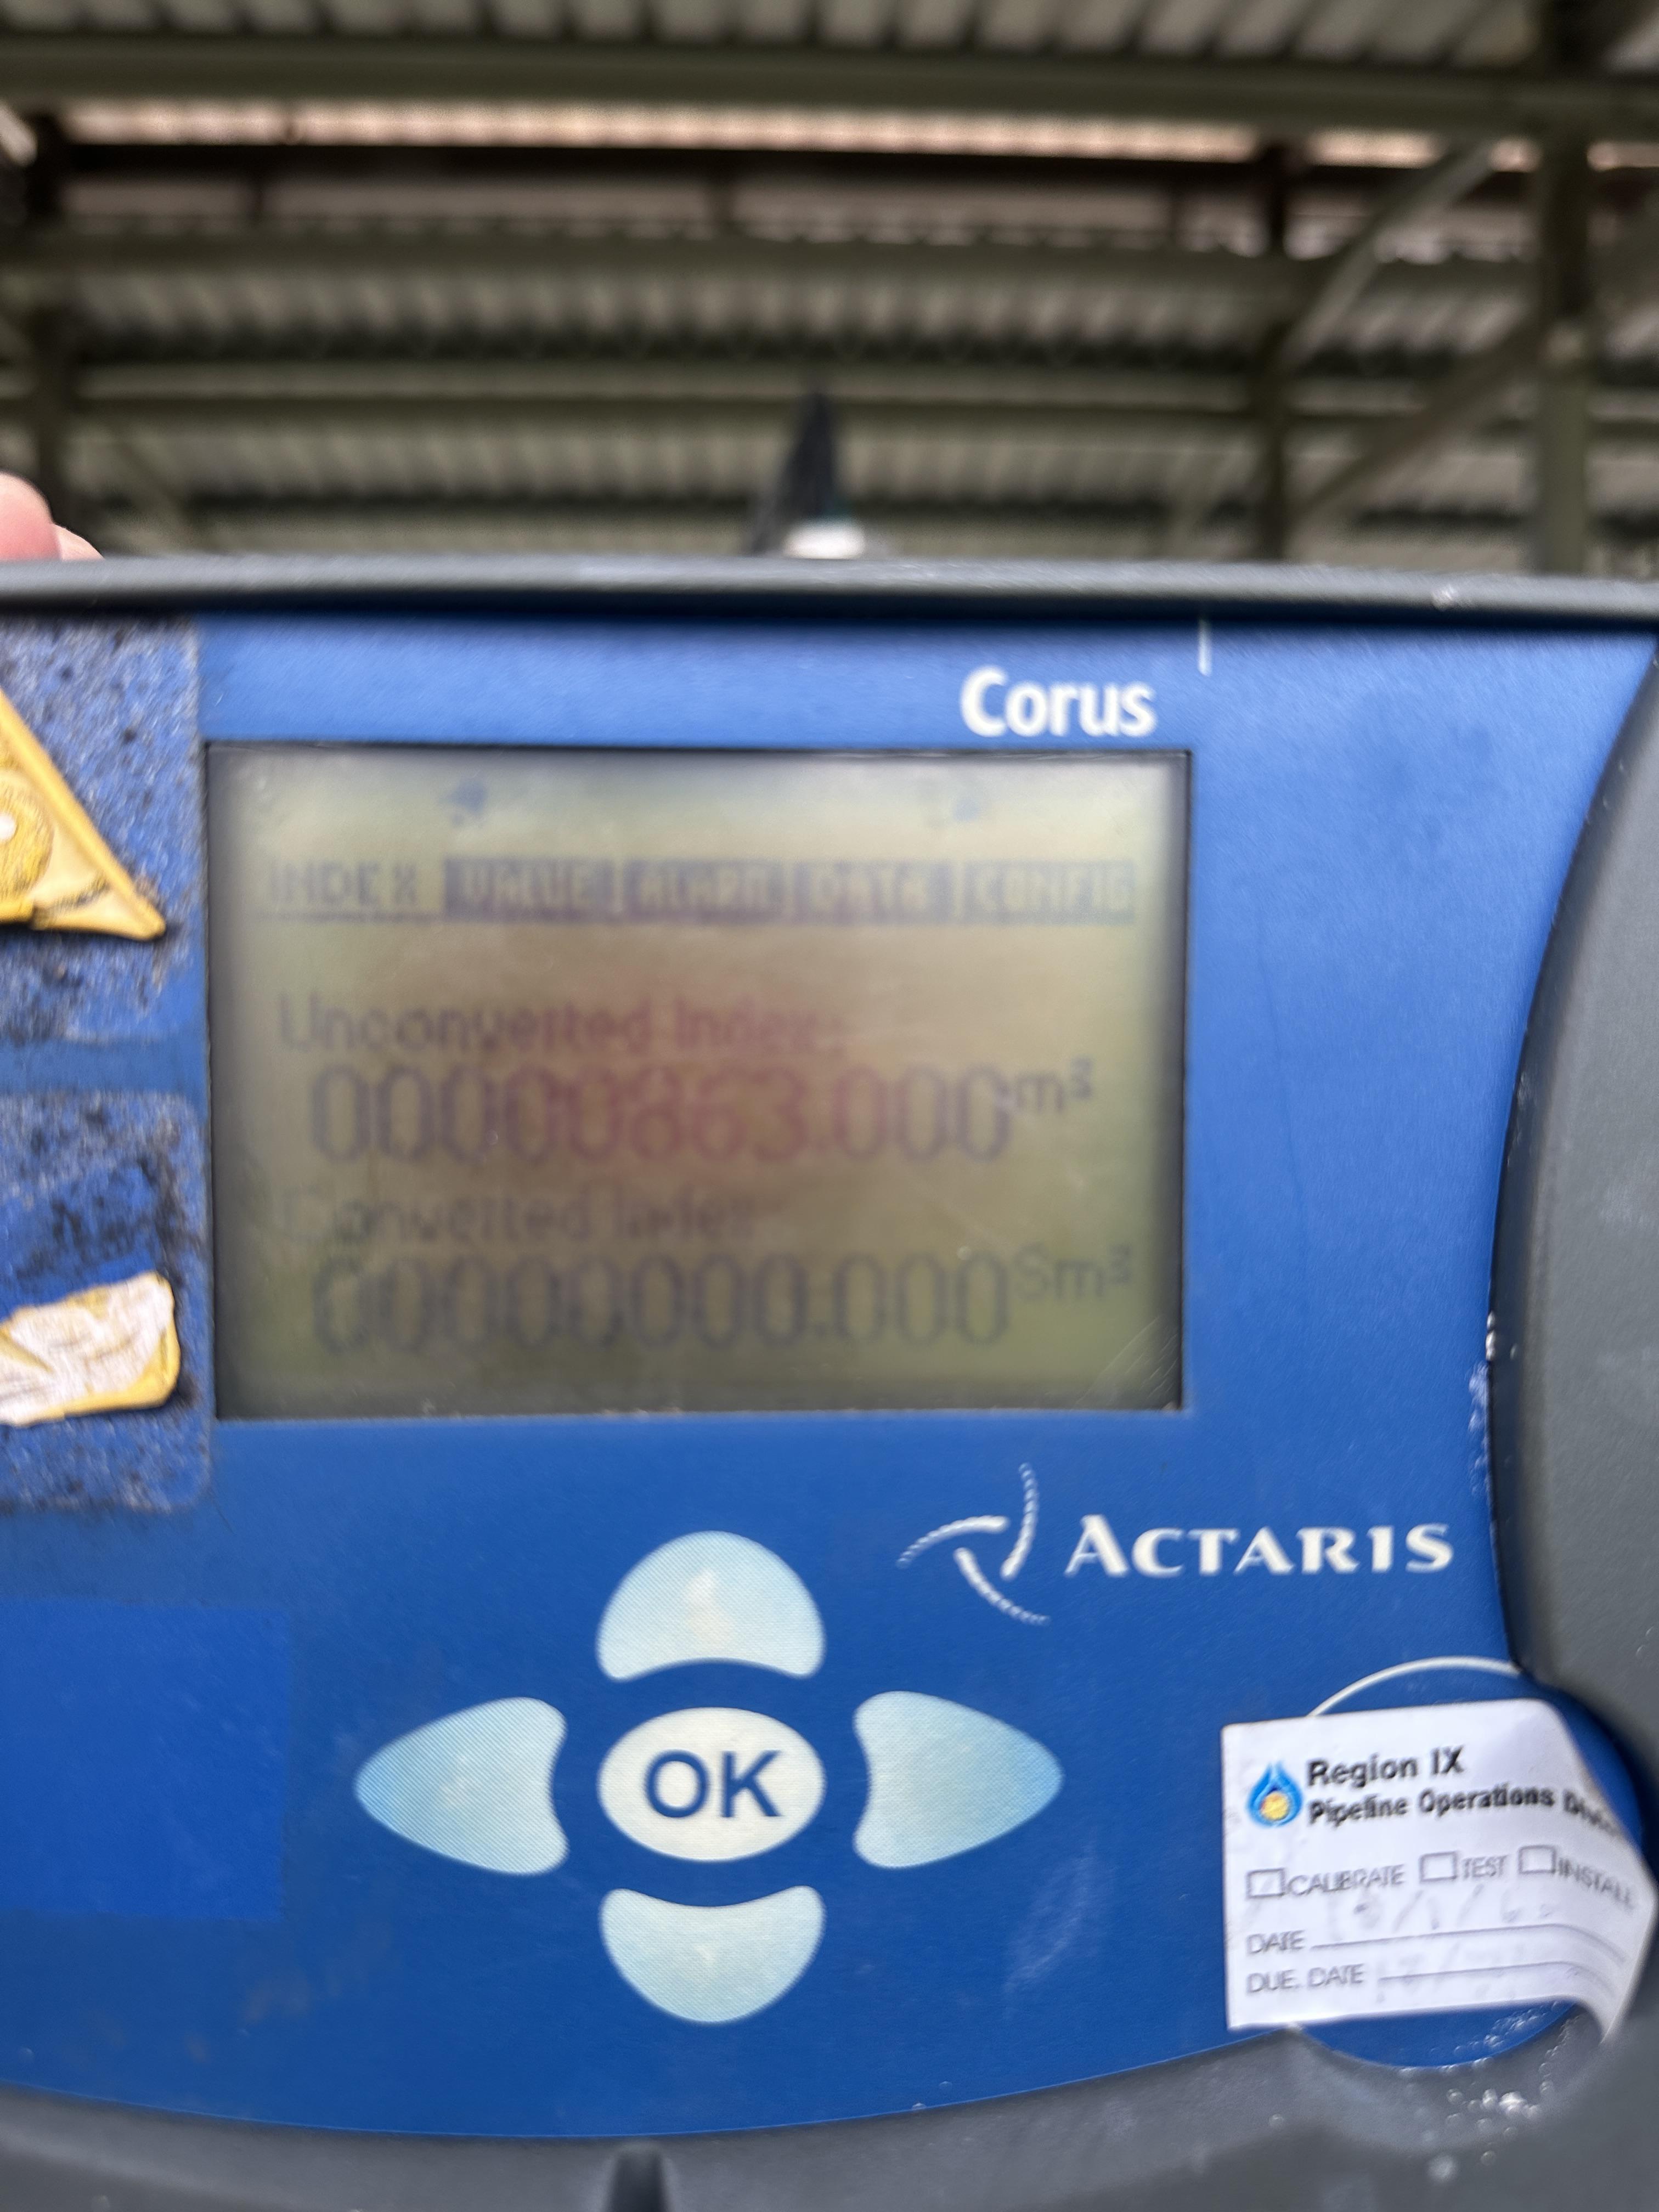 Corus
INDEX VALUE ALARM DATA CONFIG
Unconverted Index:
00000863.000 m³
Converted Index
00000000.000 Sm³
ACTARIS
OK
Region IX
Pipeline Operations
CALIBRATE TEST INSTALL
DATE
DUE. DATE